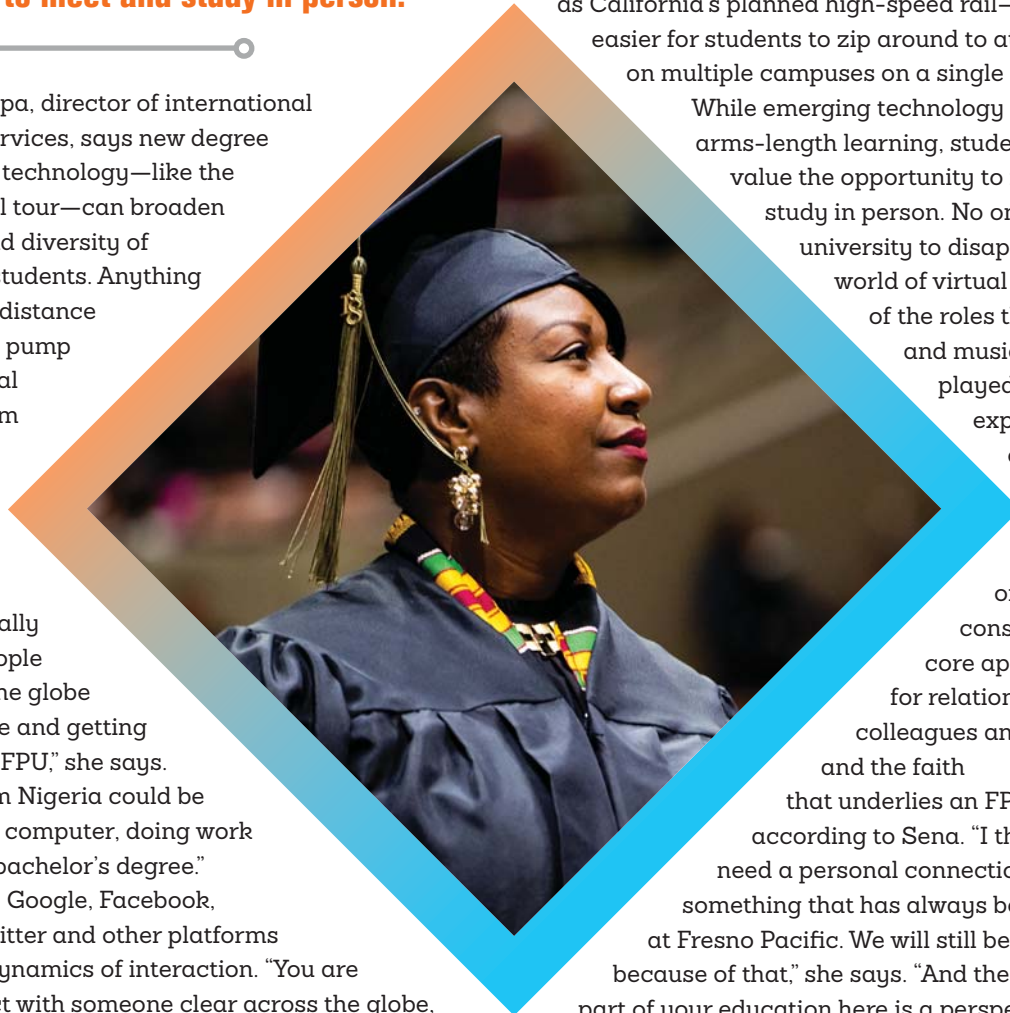 to meet and study in person.
pa, director of international
rvices, says new degree
technology—like the
l tour—can broaden
d diversity of
students. Anything
distance
pump
al
m
ally
ople
he globe
e and getting
FPU,” she says.
m Nigeria could be
computer, doing work
bachelor’s degree.”
Google, Facebook,
itter and other platforms
ynamics of interaction. “You are
ct with someone clear across the globe,
as California’s planned high-speed rail—
easier for students to zip around to a
on multiple campuses on a single
While emerging technology
arms-length learning, stude
value the opportunity to
study in person. No on
university to disap
world of virtual
of the roles t
and music
played
exp
o
cons
core ap
for relation
colleagues an
and the faith
that underlies an FP
according to Sena. “I th
need a personal connectio
something that has always be
at Fresno Pacific. We will still be
because of that,” she says. “And the
part of your education here is a perspe
18